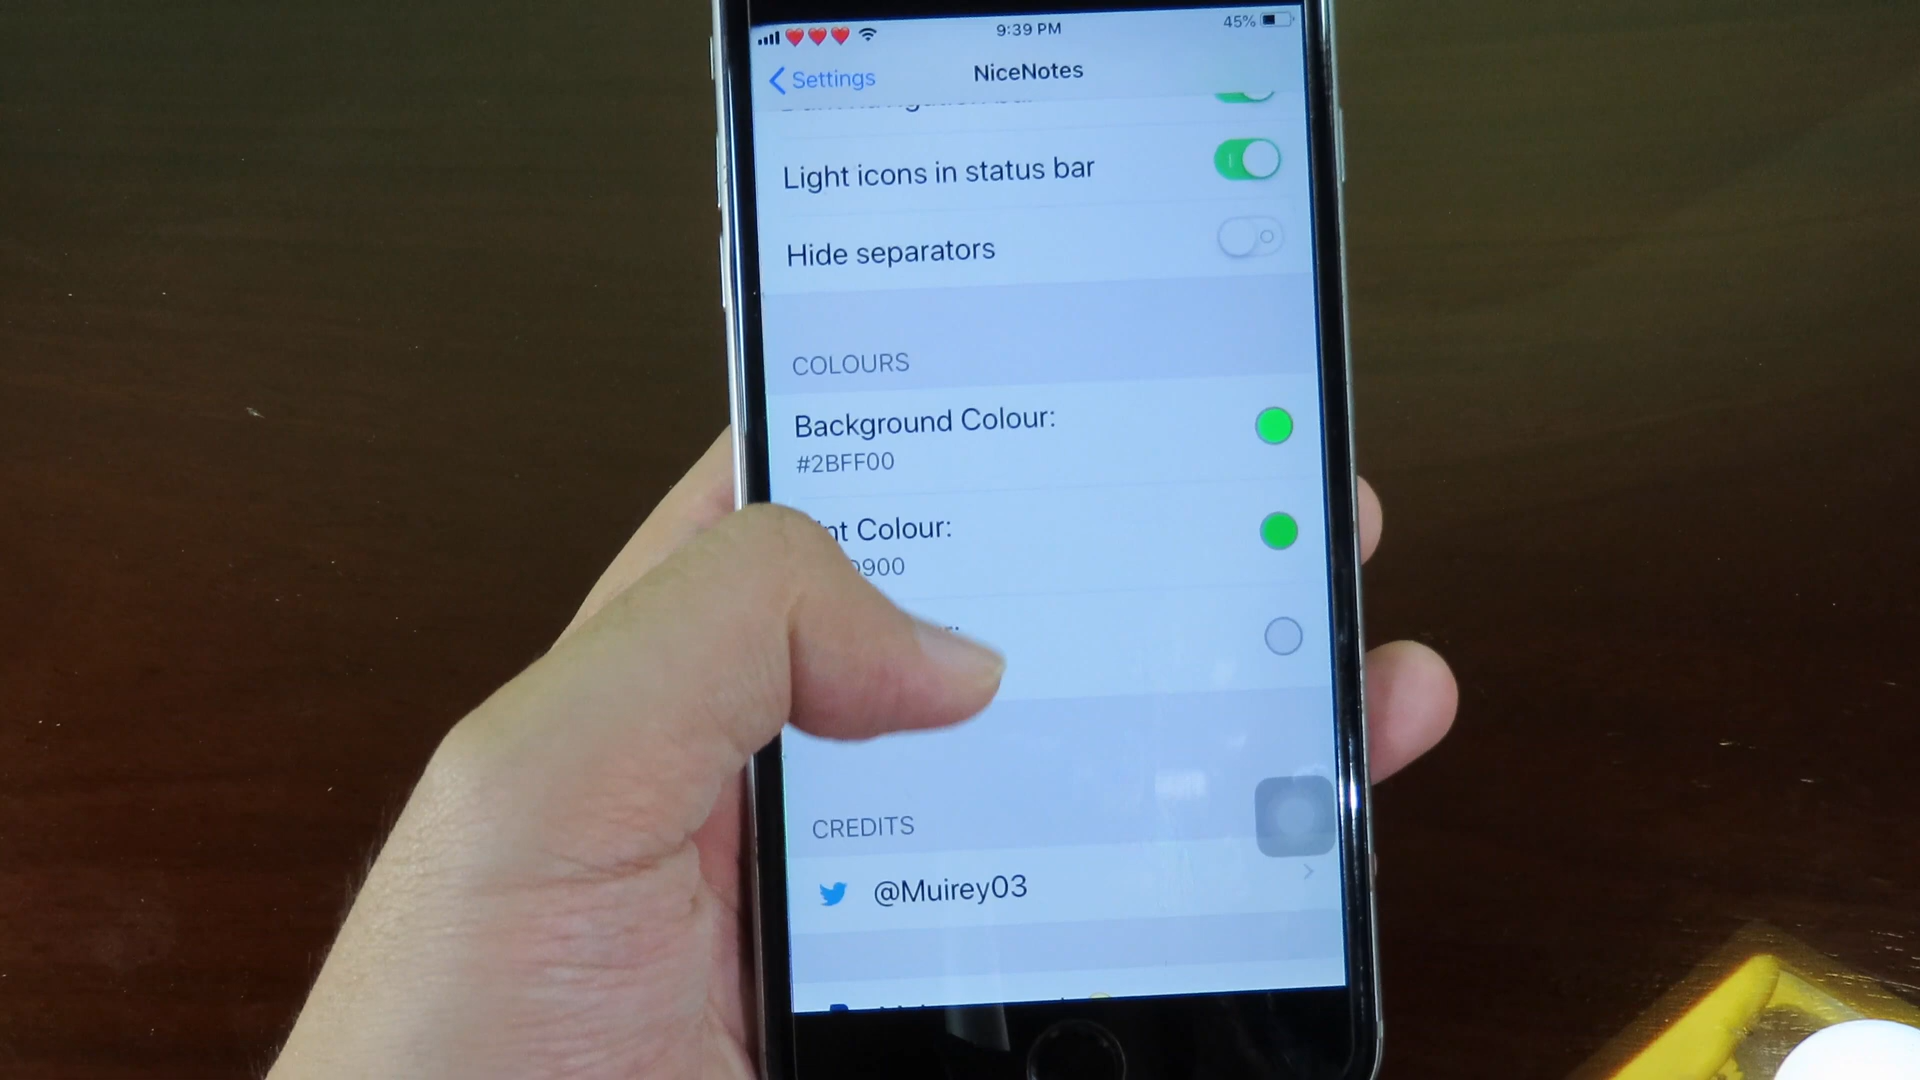 9:39 PM
45%
Settings
NiceNotes
Light icons in status bar
Hide separators
COLOURS
Background Colour:
#2BFF00
Colour:
900
CREDITS
@Muirey03